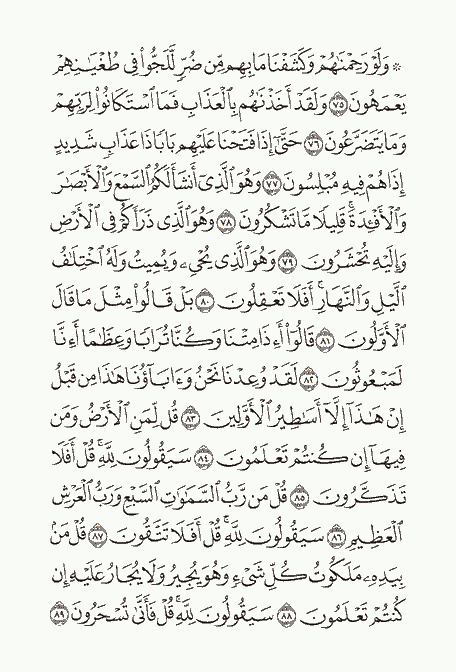 ۞ وَلَوْ رَحِمْنَٰهُمْ وَكَشَفْنَا مَا بِهِم مِّن ضُرٍّ لَّلَجُّوا۟ فِى طُغْيَٰنِهِمْ
يَعْمَهُونَ ٧٥ وَلَقَدْ أَخَذْنَٰهُم بِٱلْعَذَابِ فَمَا ٱسْتَكَانُوا۟ لِرَبِّهِمْ
وَمَا يَتَضَرَّعُونَ ٧٦ حَتَّىٰٓ إِذَا فَتَحْنَا عَلَيْهِم بَابًا ذَا عَذَابٍ شَدِيدٍ
إِذَا هُمْ فِيهِ مُبْلِسُونَ ٧٧ وَهُوَ ٱلَّذِىٓ أَنشَأَ لَكُمُ ٱلسَّمْعَ وَٱلْأَبْصَٰرَ
وَٱلْأَفْـِٔدَةَ ۚ قَلِيلًا مَّا تَشْكُرُونَ ٧٨ وَهُوَ ٱلَّذِى ذَرَأَكُمْ فِى ٱلْأَرْضِ
وَإِلَيْهِ تُحْشَرُونَ ٧٩ وَهُوَ ٱلَّذِى يُحْىِۦ وَيُمِيتُ وَلَهُ ٱخْتِلَٰفُ
ٱلَّيْلِ وَٱلنَّهَارِ ۚ أَفَلَا تَعْقِلُونَ ٨٠ بَلْ قَالُوا۟ مِثْلَ مَا قَالَ
ٱلْأَوَّلُونَ ٨١ قَالُوٓا۟ أَءِذَا مِتْنَا وَكُنَّا تُرَابًا وَعِظَٰمًا أَءِنَّا
لَمَبْعُوثُونَ ٨٢ لَقَدْ وُعِدْنَا نَحْنُ وَءَابَآؤُنَا هَٰذَا مِن قَبْلُ
إِنْ هَٰذَآ إِلَّآ أَسَٰطِيرُ ٱلْأَوَّلِينَ ٨٣ قُل لِّمَنِ ٱلْأَرْضُ وَمَن
فِيهَآ إِن كُنتُمْ تَعْلَمُونَ ٨٤ سَيَقُولُونَ لِلَّهِ ۚ قُلْ أَفَلَا
تَذَكَّرُونَ ٨٥ قُلْ مَن رَّبُّ ٱلسَّمَٰوَٰتِ ٱلسَّبْعِ وَرَبُّ ٱلْعَرْشِ
ٱلْعَظِيمِ ٨٦ سَيَقُولُونَ لِلَّهِ ۚ قُلْ أَفَلَا تَتَّقُونَ ٨٧ قُلْ مَنۢ
بِيَدِهِۦ مَلَكُوتُ كُلِّ شَىْءٍ وَهُوَ يُجِيرُ وَلَا يُجَارُ عَلَيْهِ إِن
كُنتُمْ تَعْلَمُونَ ٨٨ سَيَقُولُونَ لِلَّهِ ۚ قُلْ فَأَنَّىٰ تُسْحَرُونَ ٨٩